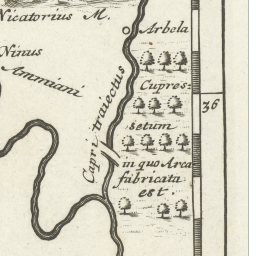 Nicatorius M.
Arbela
Ninus
Ammiani
Capri traiectus
Cupres-
setum
in quo Arca
fabricata
est.
36